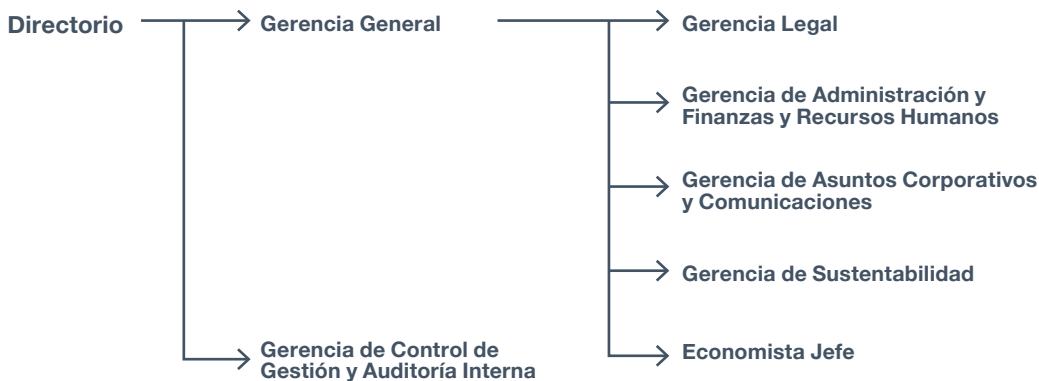 Directorio
Gerencia General
Gerencia Legal
Gerencia de Administración y
Finanzas y Recursos Humanos
Gerencia de Asuntos Corporativos
y Comunicaciones
Gerencia de Sustentabilidad
Gerencia de Control de
Gestión y Auditoría Interna
Economista Jefe